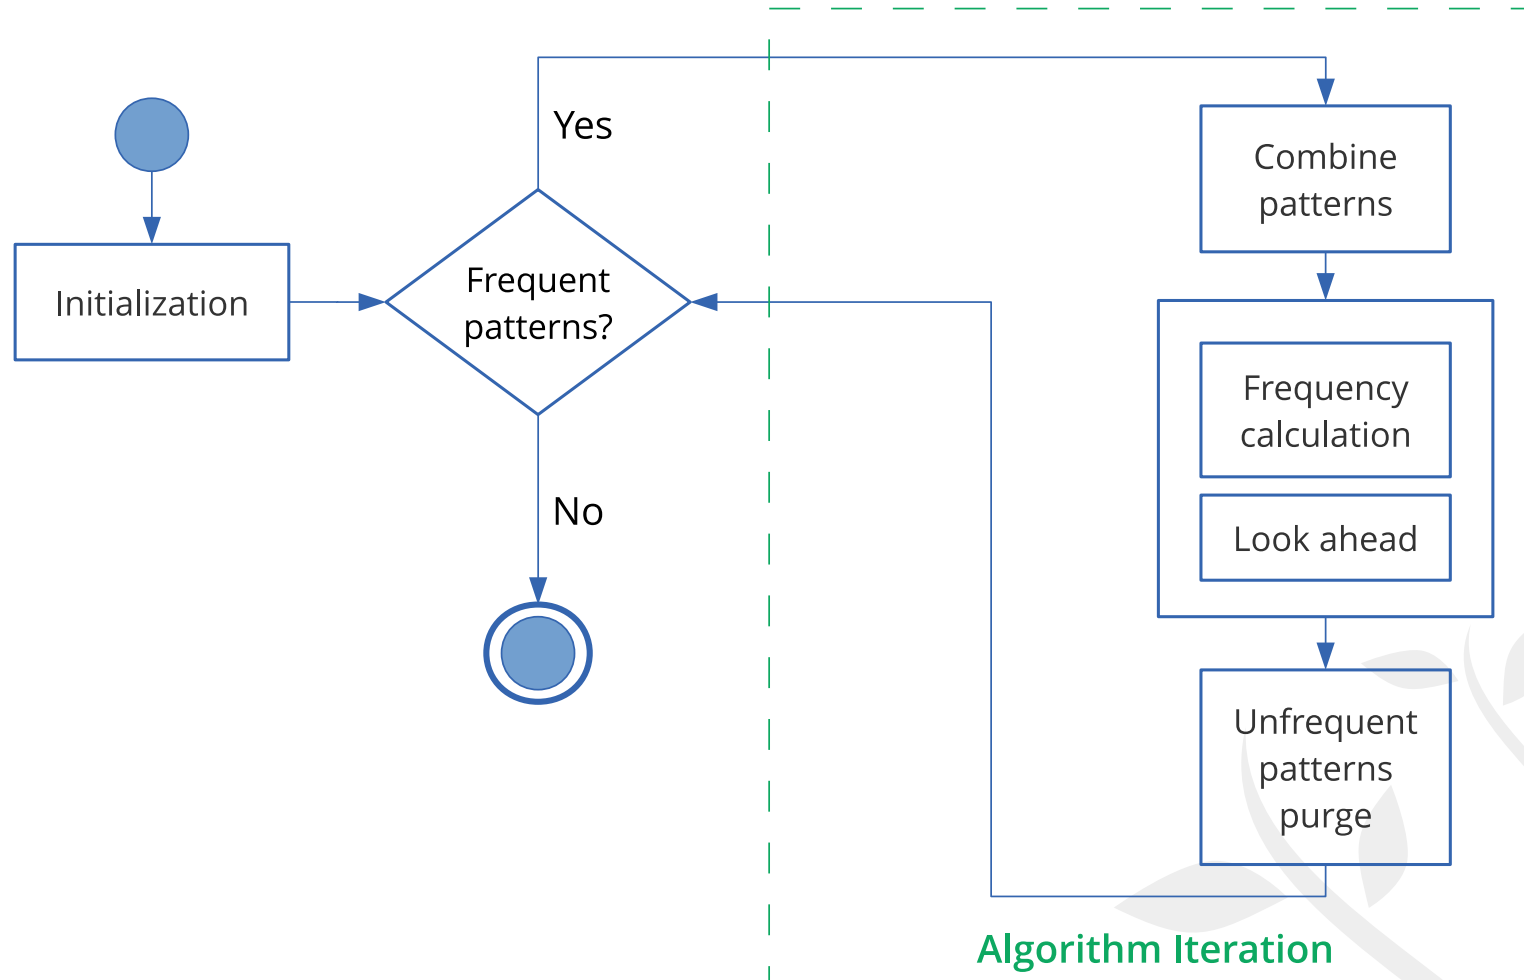 Yes
Combine
patterns
Initialization
Frequent
patterns?
Frequency
calculation
Look ahead
No
Unfrequent
patterns
purge
Algorithm Iteration